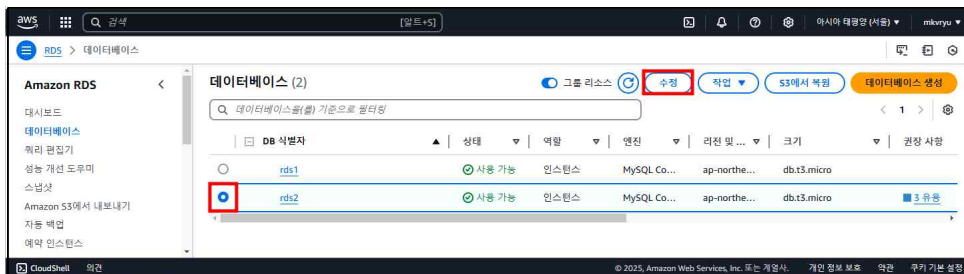 aws 검색 [알트+S] 아시아 태평양 (서울) ▼ mkvryu ▼
RDS > 데이터베이스
Amazon RDS <
대시보드
데이터베이스
쿼리 편집기
성능 개선 도우미
스냅샷
Amazon S3에서 내보내기
자동 백업
예약 인스턴스
데이터베이스 (2) 그룹 리소스 수정 작업 ▼ S3에서 복원 데이터베이스 생성
데이터베이스을(를) 기준으로 필터링 < 1 >
DB 식별자 ▲ 상태 ▽ 역할 ▽ 엔진 ▽ 리전 및 ... ▽ 크기 ▽ 권장 사항
rds1 사용 가능 인스턴스 MySQL Co... ap-northe... db.t3.micro
rds2 사용 가능 인스턴스 MySQL Co... ap-northe... db.t3.micro 3 유용
CloudShell 의견 © 2025, Amazon Web Services, Inc. 또는 계열사. 개인 정보 보호 약관 쿠키 기본 설정